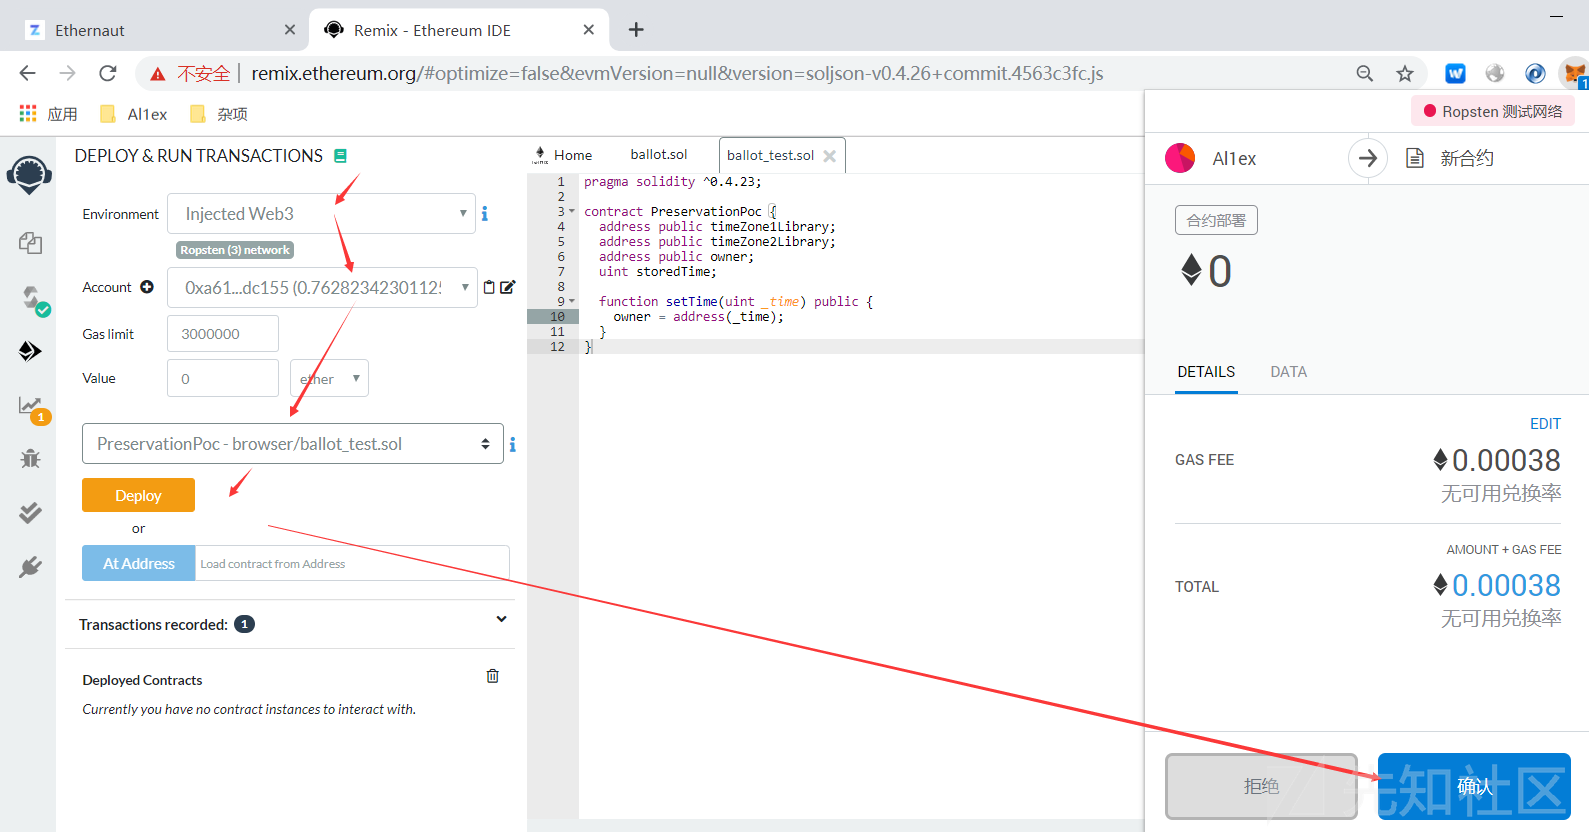 Ethernaut
Remix - Ethereum IDE
不安全 | remix.ethereum.org/#optimize=false&evmVersion=null&version=soljson-v0.4.26+commit.4563c3fc.js
应用
Al1ex
杂项
DEPLOY & RUN TRANSACTIONS
Environment
Injected Web3
Ropsten (3) network
Account
0xa61...dc155 (0.76282342301125
Gas limit
3000000
Value
0
ether
PreservationPoc - browser/ballot_test.sol
Deploy
or
At Address
Load contract from Address
Transactions recorded: 1
Deployed Contracts
Currently you have no contract instances to interact with.
1
Home
ballot.sol
ballot_test.sol
1 pragma solidity ^0.4.23;
2
3 contract PreservationPoc {
4 address public timeZone1Library;
5 address public timeZone2Library;
6 address public owner;
7 uint storedTime;
8
9 function setTime(uint _time) public {
10 owner = address(_time);
11 }
12 }
1
Ropsten 测试网络
Al1ex
新合约
合约部署
0
DETAILS
DATA
EDIT
GAS FEE
0.00038
无可用兑换率
AMOUNT + GAS FEE
TOTAL
0.00038
无可用兑换率
拒绝
确认
先知社区